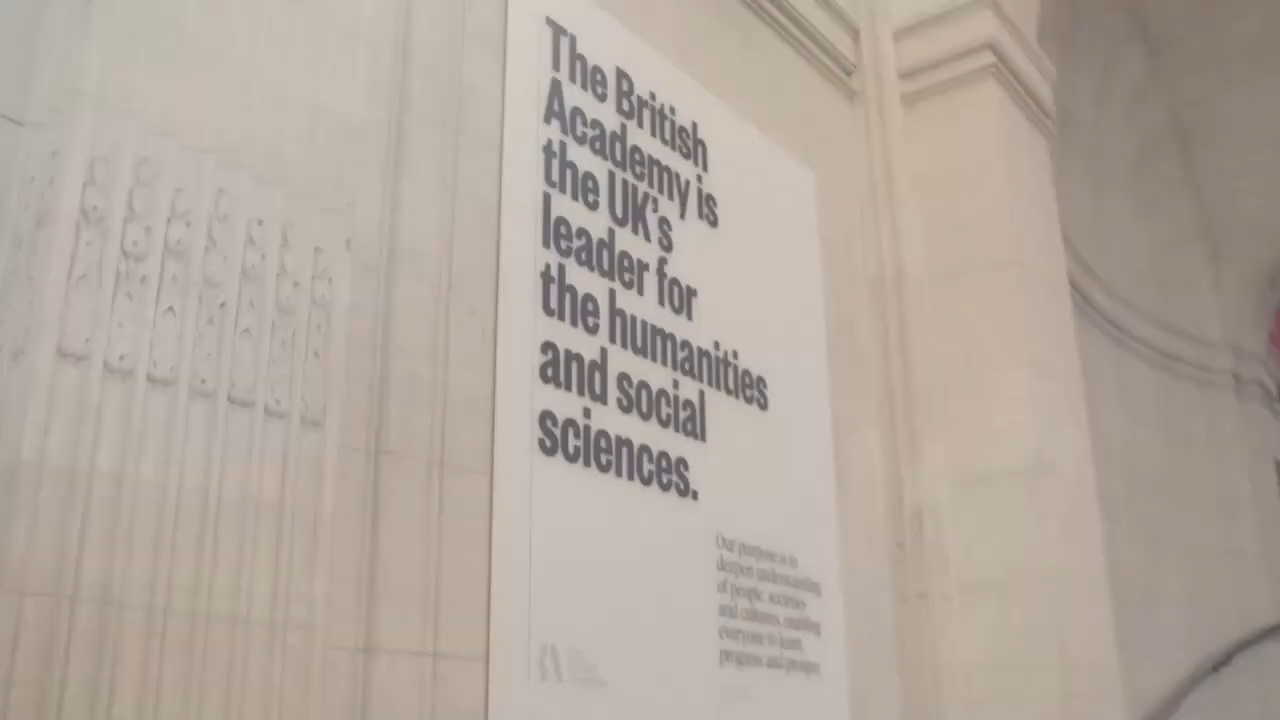 The British
Academy is
the UK's
leader for
the humanities
and social
sciences.
Our purpose is to
deepen understanding
of people, societies
and cultures, enabling
everyone to learn,
progress and prosper.